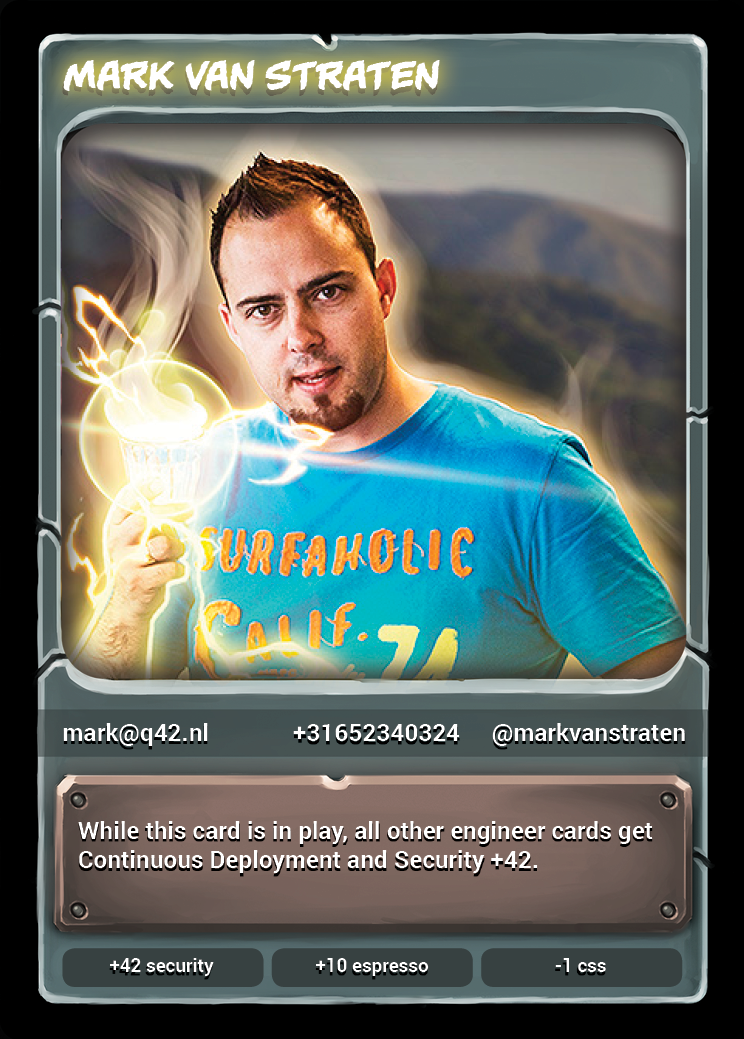 MARK VAN STRATEN
SURFAHOLIC
CALIF. 74
mark@q42.nl +31652340324 @markvanstraten
While this card is in play, all other engineer cards get
Continuous Deployment and Security +42.
+42 security +10 espresso -1 css